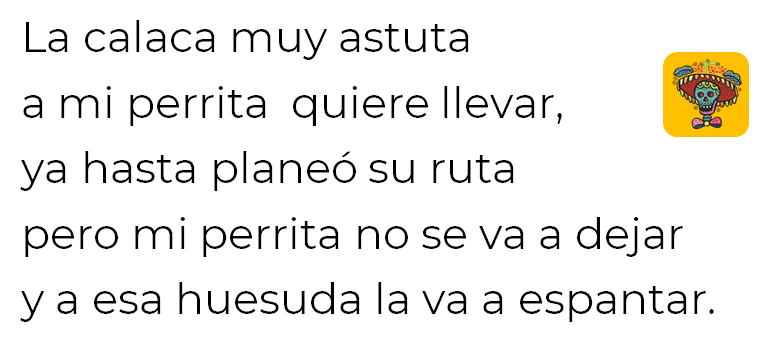 La calaca muy astuta
a mi perrita quiere llevar,
ya hasta planeó su ruta
pero mi perrita no se va a dejar
y a esa huesuda la va a espantar.